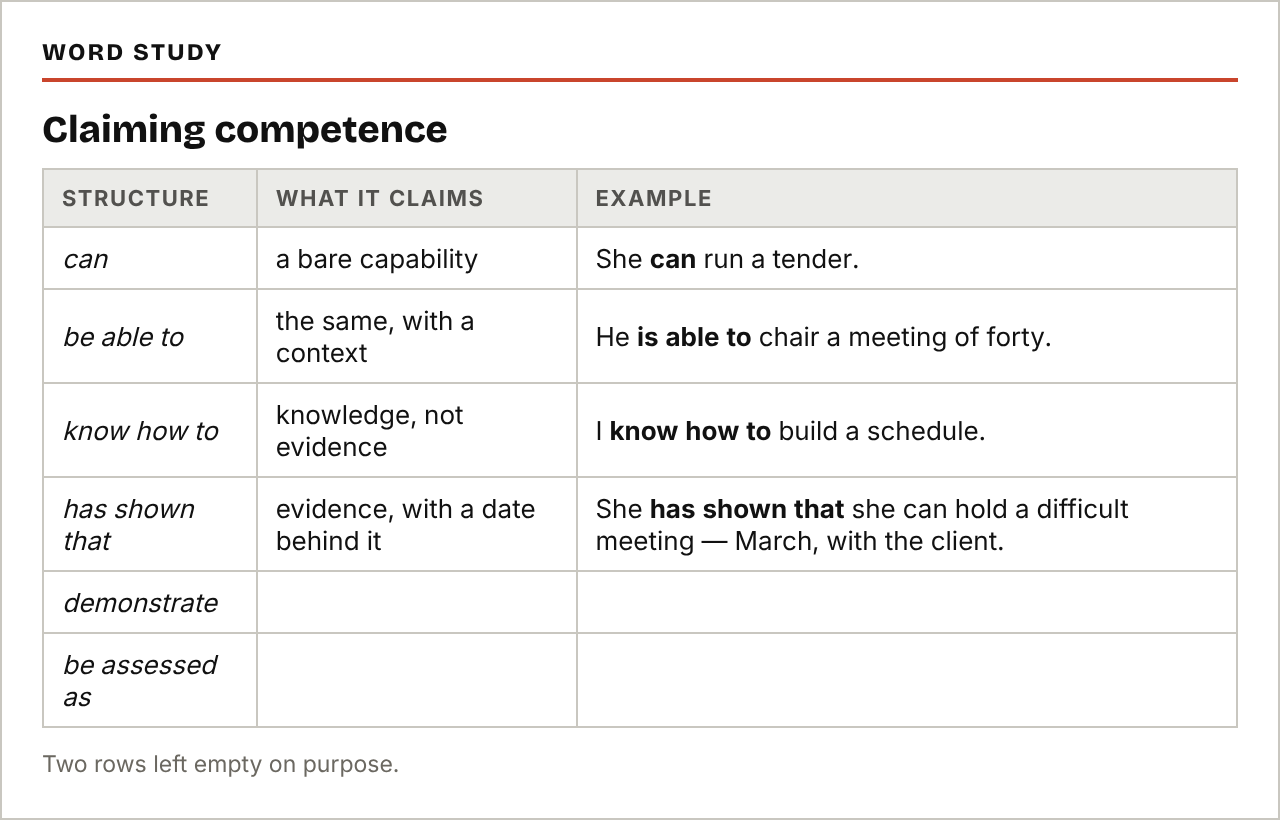 WORD STUDY
Claiming competence
STRUCTURE WHAT IT CLAIMS EXAMPLE
can a bare capability She can run a tender.
be able to the same, with a context He is able to chair a meeting of forty.
know how to knowledge, not evidence I know how to build a schedule.
has shown that evidence, with a date behind it She has shown that she can hold a difficult meeting — March, with the client.
demonstrate
be assessed as
Two rows left empty on purpose.